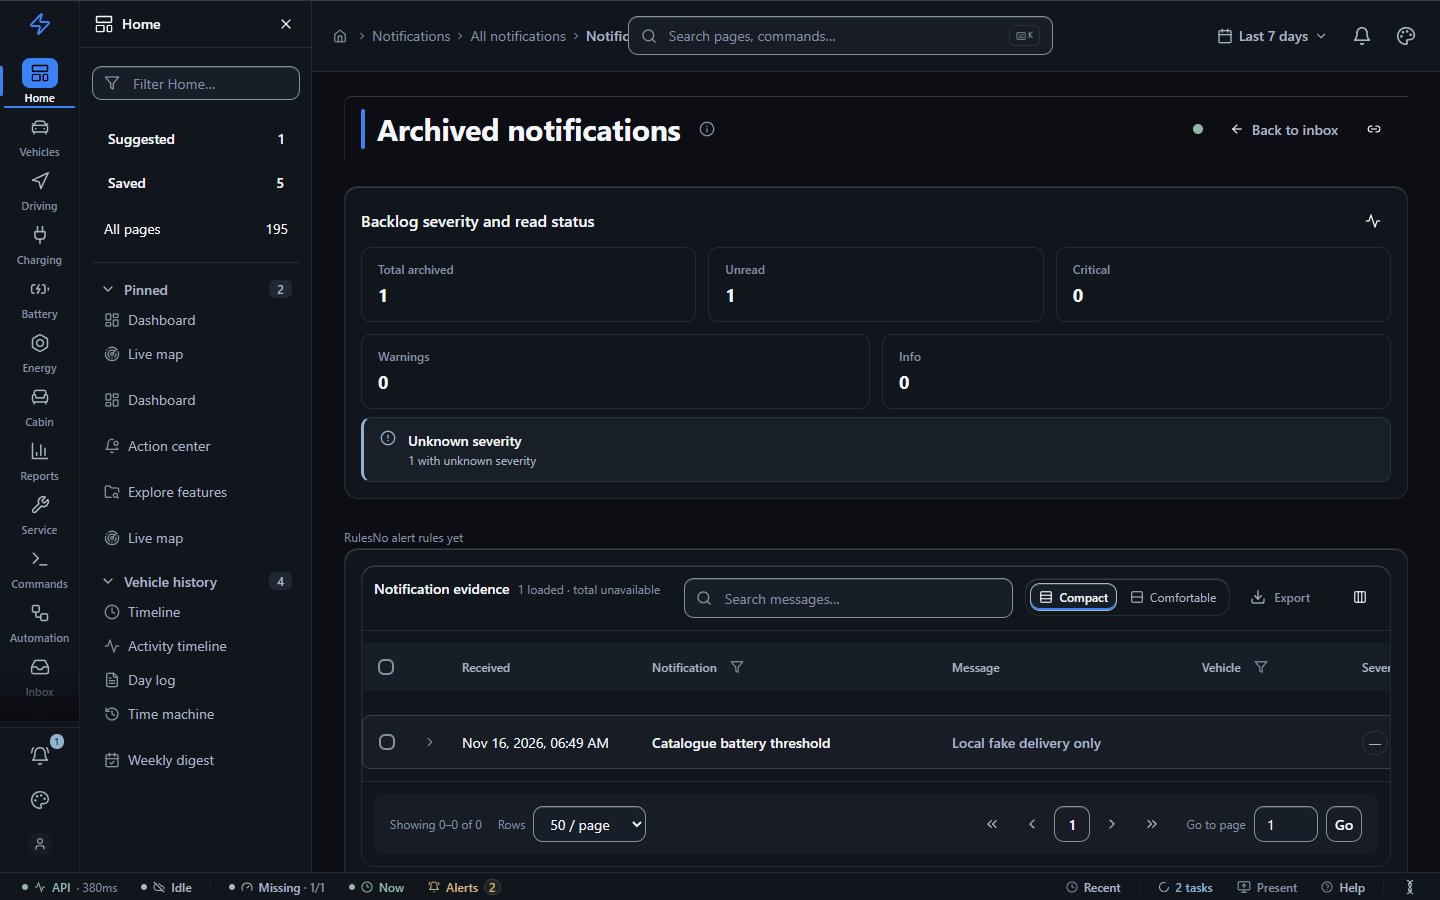 Home
Vehicles
Driving
Charging
Battery
Energy
Cabin
Reports
Service
Commands
Automation
Inbox
1
Home
Filter Home...
Suggested 1
Saved 5
All pages 195
Pinned 2
Dashboard
Live map
Dashboard
Action center
Explore features
Live map
Vehicle history 4
Timeline
Activity timeline
Day log
Time machine
Weekly digest
Notifications All notifications Notific
Search pages, commands... K
Last 7 days
Archived notifications
Back to inbox
Backlog severity and read status
Total archived
1
Unread
1
Critical
0
Warnings
0
Info
0
Unknown severity
1 with unknown severity
RulesNo alert rules yet
Notification evidence 1 loaded · total unavailable
Search messages...
Compact Comfortable Export
Received Notification Message Vehicle Sever
Nov 16, 2026, 06:49 AM Catalogue battery threshold Local fake delivery only —
Showing 0–0 of 0 Rows 50 / page 1 Go to page 1 Go
API · 380ms Idle Missing · 1/1 Now Alerts 2 Recent 2 tasks Present Help